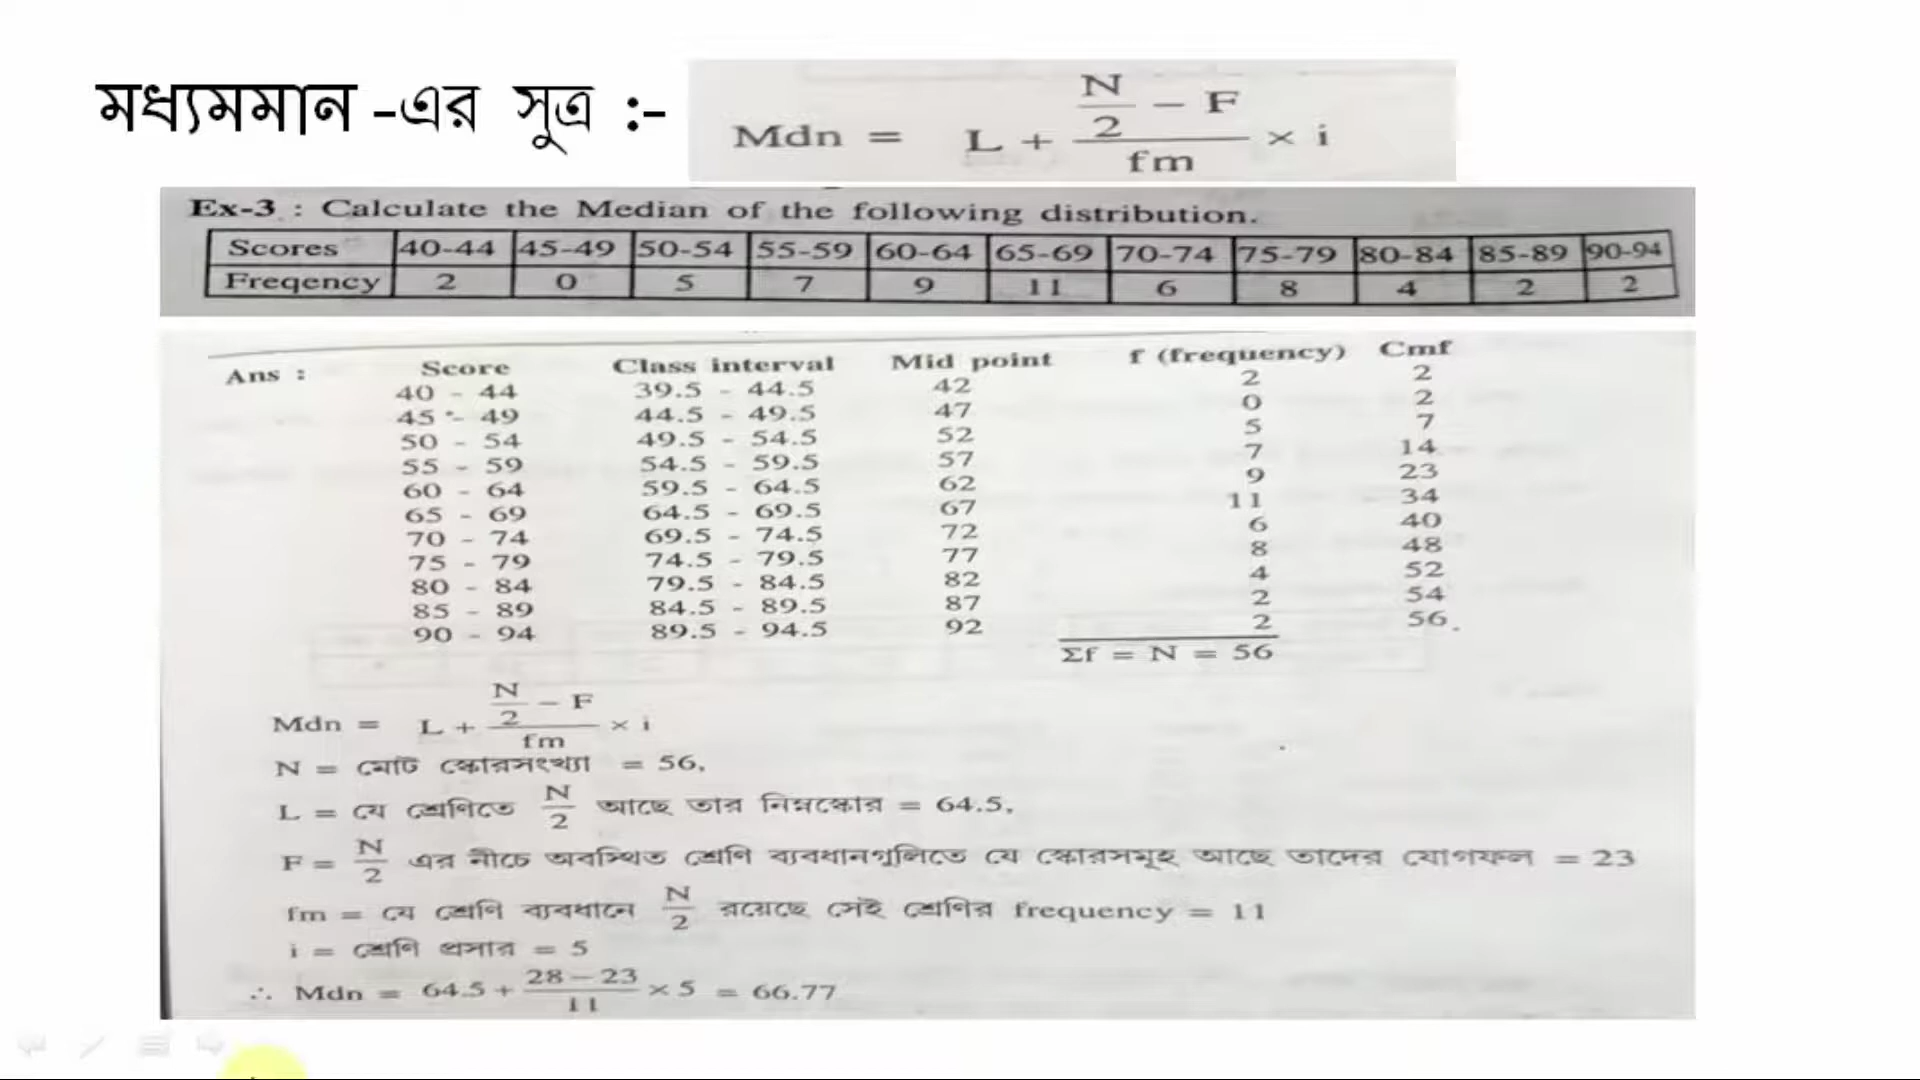 মধ্যমমান -এর সুত্র :- Mdn = L + (N/2 - F)/fm × i
Ex-3 : Calculate the Median of the following distribution.
Scores 40-44 45-49 50-54 55-59 60-64 65-69 70-74 75-79 80-84 85-89 90-94
Freqency 2 0 5 7 9 11 6 8 4 2 2
Ans : Score Class interval Mid point f (frequency) Cmf
40 - 44 39.5 - 44.5 42 2 2
45 - 49 44.5 - 49.5 47 0 2
50 - 54 49.5 - 54.5 52 5 7
55 - 59 54.5 - 59.5 57 7 14
60 - 64 59.5 - 64.5 62 9 23
65 - 69 64.5 - 69.5 67 11 34
70 - 74 69.5 - 74.5 72 6 40
75 - 79 74.5 - 79.5 77 8 48
80 - 84 79.5 - 84.5 82 4 52
85 - 89 84.5 - 89.5 87 2 54
90 - 94 89.5 - 94.5 92 2 56
Σf = N = 56
Mdn = L + (N/2 - F)/fm × i
N = মোট স্কোরসংখ্যা = 56,
L = যে শ্রেণিতে N/2 আছে তার নিম্নস্কোর = 64.5,
F = N/2 এর নীচে অবস্থিত শ্রেণি ব্যবধানগুলিতে যে স্কোরসমূহ আছে তাদের যোগফল = 23
fm = যে শ্রেণি ব্যবধানে N/2 রয়েছে সেই শ্রেণির frequency = 11
i = শ্রেণি প্রসার = 5
∴ Mdn = 64.5 + (28 - 23)/11 × 5 = 66.77